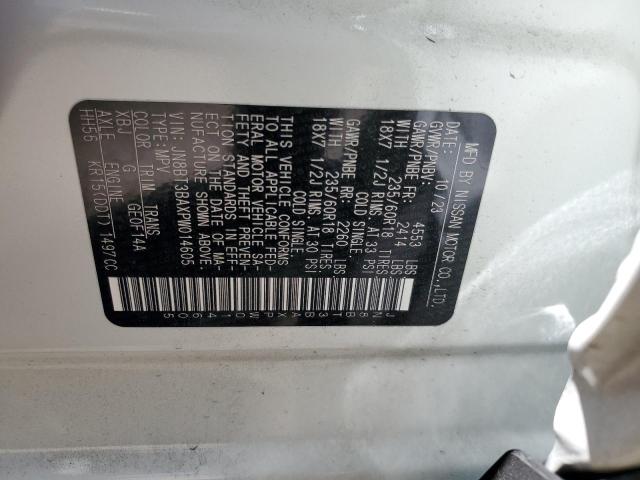 MFD BY NISSAN MOTOR CO.,LTD.
10/23
GVWR/PNBV: 4553 LBS
GAWR/PNBE FR: 2414 LBS
WITH 235/60R18 TIRES
18X7 1/2J RIMS, AT 33 PSI
COLD SINGLE
GAWR/PNBE RR: 2260 LBS
WITH 235/60R18 TIRES
18X7 1/2J RIMS, AT 30 PSI
COLD SINGLE
THIS VEHICLE CONFORMS
TO ALL APPLICABLE FED-
ERAL MOTOR VEHICLE SA-
FETY AND THEFT PREVEN-
TION STANDARDS IN EFF-
ECT ON THE DATE OF MA-
NUFACTURE SHOWN ABOVE.
VIN:JN8BT3BAXPW014605
TYPE:MPV
COLOR TRIM TRANS.
XBJ G GE0F14A
AXLE ENGINE
HH56 KR15(DDT) 1497CC
JN8BT3BAXPW014605